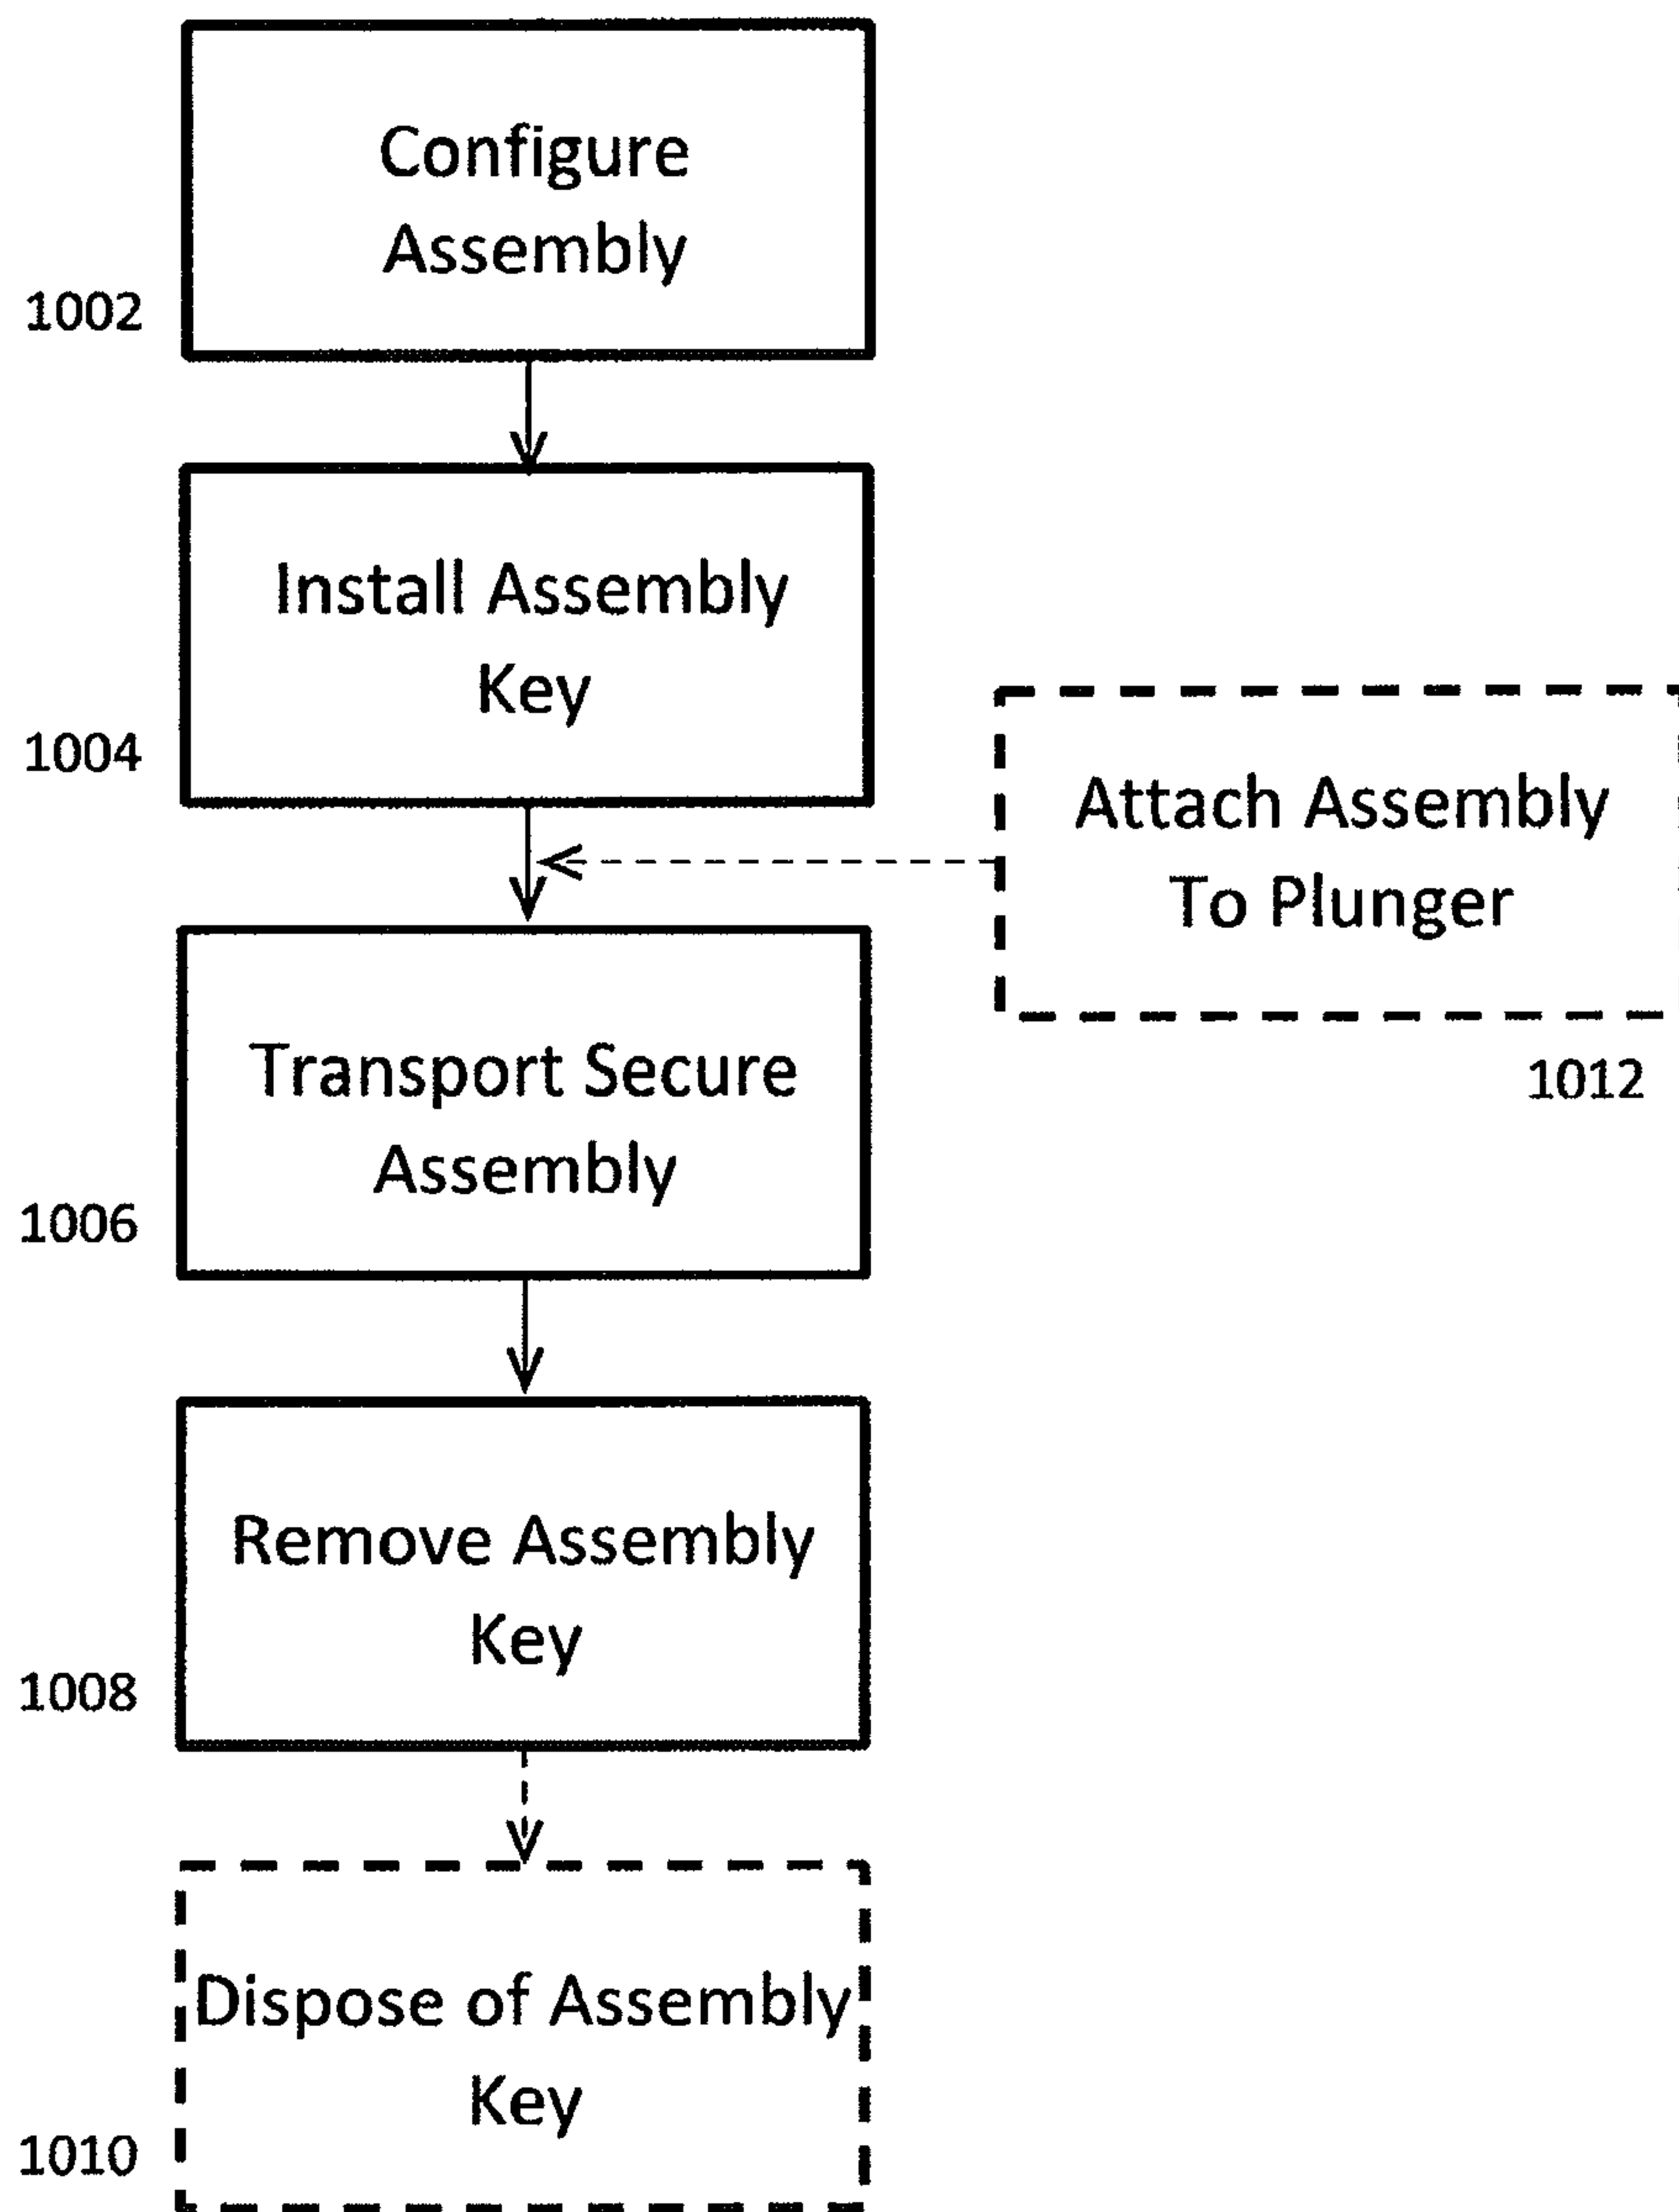 Configure
Assembly
1002
Install Assembly
Key
1004
Attach Assembly
To Plunger
1012
Transport Secure
Assembly
1006
Remove Assembly
Key
1008
Dispose of Assembly
Key
1010